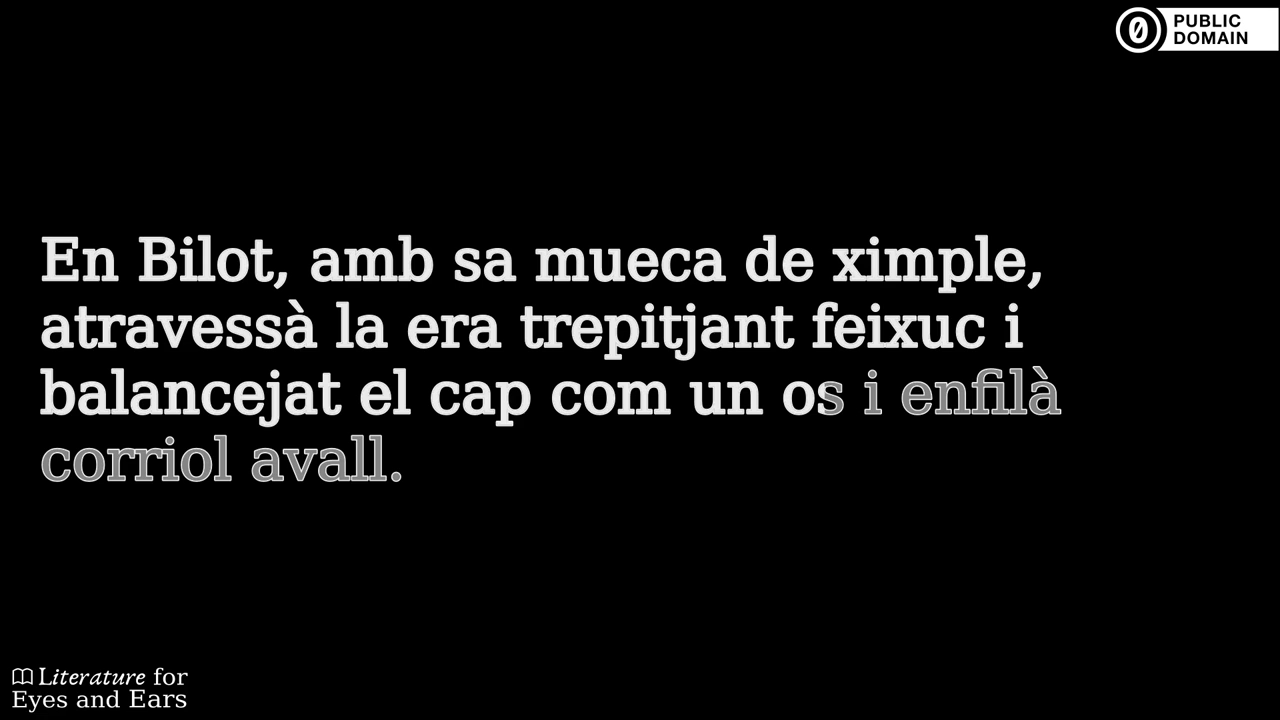 PUBLIC
DOMAIN
En Bilot, amb sa mueca de ximple,
atravessà la era trepitjant feixuc i
balancejat el cap com un os i enfilà
corriol avall.
Literature for
Eyes and Ears